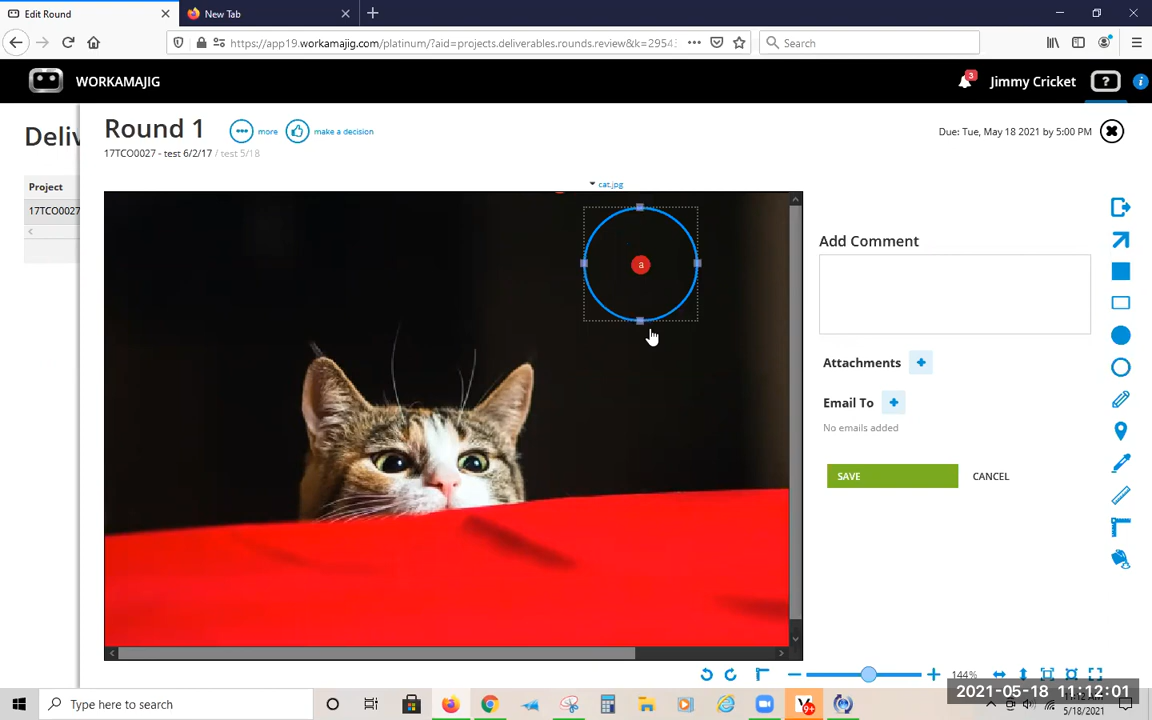 Edit Round
New Tab
https://app19.workamajig.com/platinum/?aid=projects.deliverables.rounds.review&k=2954
Search
WORKAMAJIG
3
Jimmy Cricket
?
i
Deliv
Round 1
more
make a decision
Due: Tue, May 18 2021 by 5:00 PM
17TCO0027 - test 6/2/17 / test 5/18
Project
17TCO0027
cat.jpg
a
Add Comment
Attachments
Email To
No emails added
SAVE
CANCEL
144%
2021-05-18 11:12:01
Type here to search
9+
5/18/2021